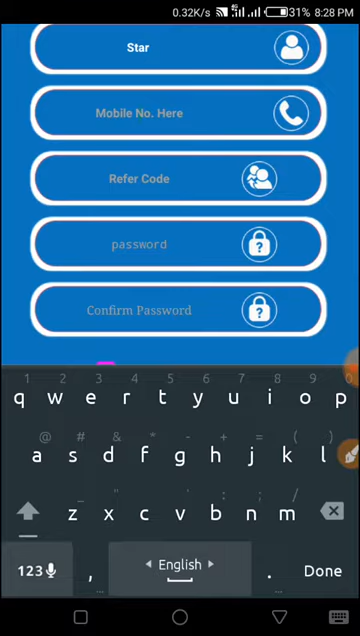 0.32K/s 4G 31% 8:28 PM
Star
Mobile No. Here
Refer Code
password
Confirm Password
1 2 3 4 5 6 7 8 9 0
q w e r t y u i o p
@ # & * - + = ( )
a s d f g h j k l
_ " ' : ; /
z x c v b n m
123 , English . Done